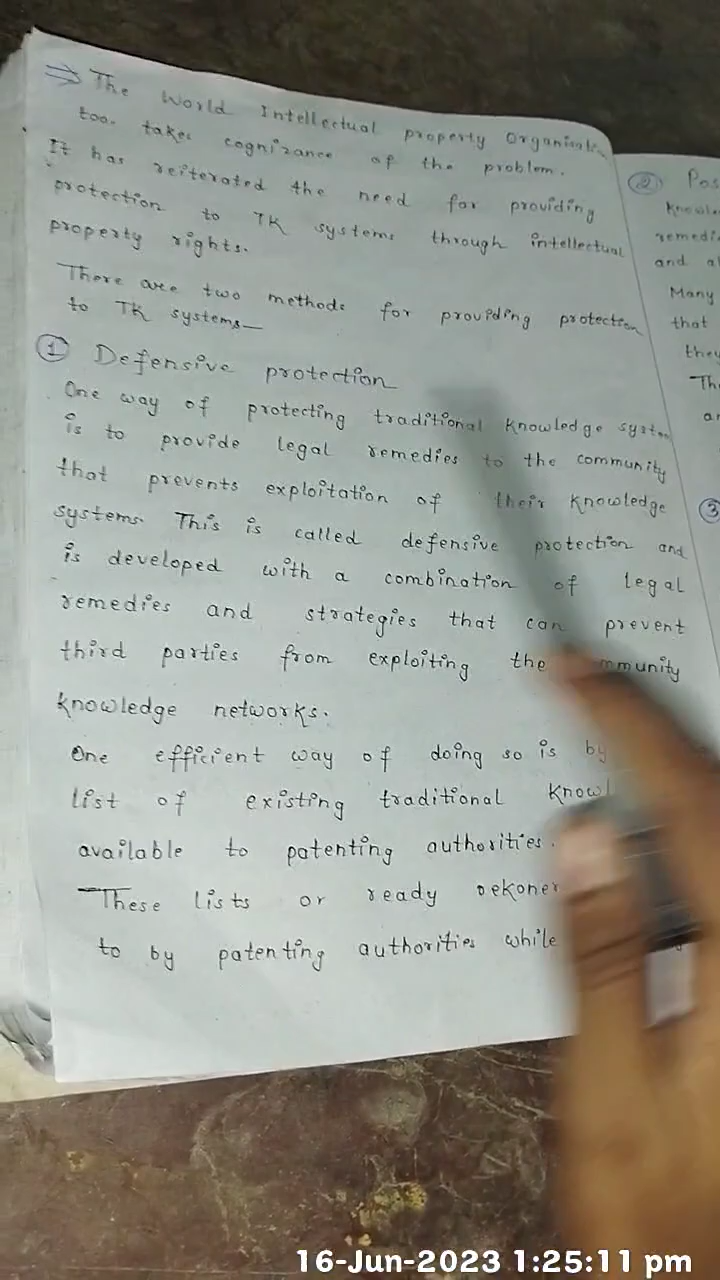 ⇒ The World Intellectual property
too. takes cognizance of the problem.
It has reiterated the need for providing
protection to TK systems through intellectual
property rights.
There are two methods for providing protection
to TK systems—
① Defensive protection
One way of protecting traditional knowledge
is to provide legal remedies to the community
that prevents exploitation of their knowledge
systems. This is called defensive protection and
is developed with a combination of legal
remedies and strategies that can prevent
third parties from exploiting the
knowledge networks.
One efficient way of doing so is by
list of existing traditional
available to patenting authorities.
These lists or ready
to by patenting authorities while
②
remedi
and
Many
that
③
16-Jun-2023 1:25:11 pm